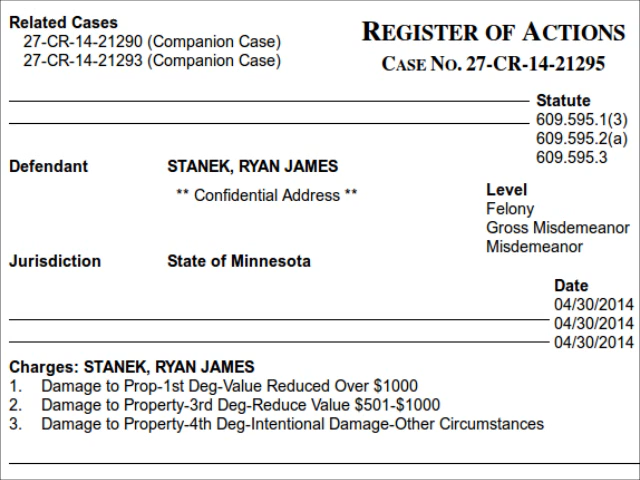 Related Cases
27-CR-14-21290 (Companion Case)
27-CR-14-21293 (Companion Case)
REGISTER OF ACTIONS
CASE NO. 27-CR-14-21295
Statute
609.595.1(3)
609.595.2(a)
609.595.3
Defendant STANEK, RYAN JAMES
** Confidential Address **
Level
Felony
Gross Misdemeanor
Misdemeanor
Jurisdiction State of Minnesota
Date
04/30/2014
04/30/2014
04/30/2014
Charges: STANEK, RYAN JAMES
1. Damage to Prop-1st Deg-Value Reduced Over $1000
2. Damage to Property-3rd Deg-Reduce Value $501-$1000
3. Damage to Property-4th Deg-Intentional Damage-Other Circumstances